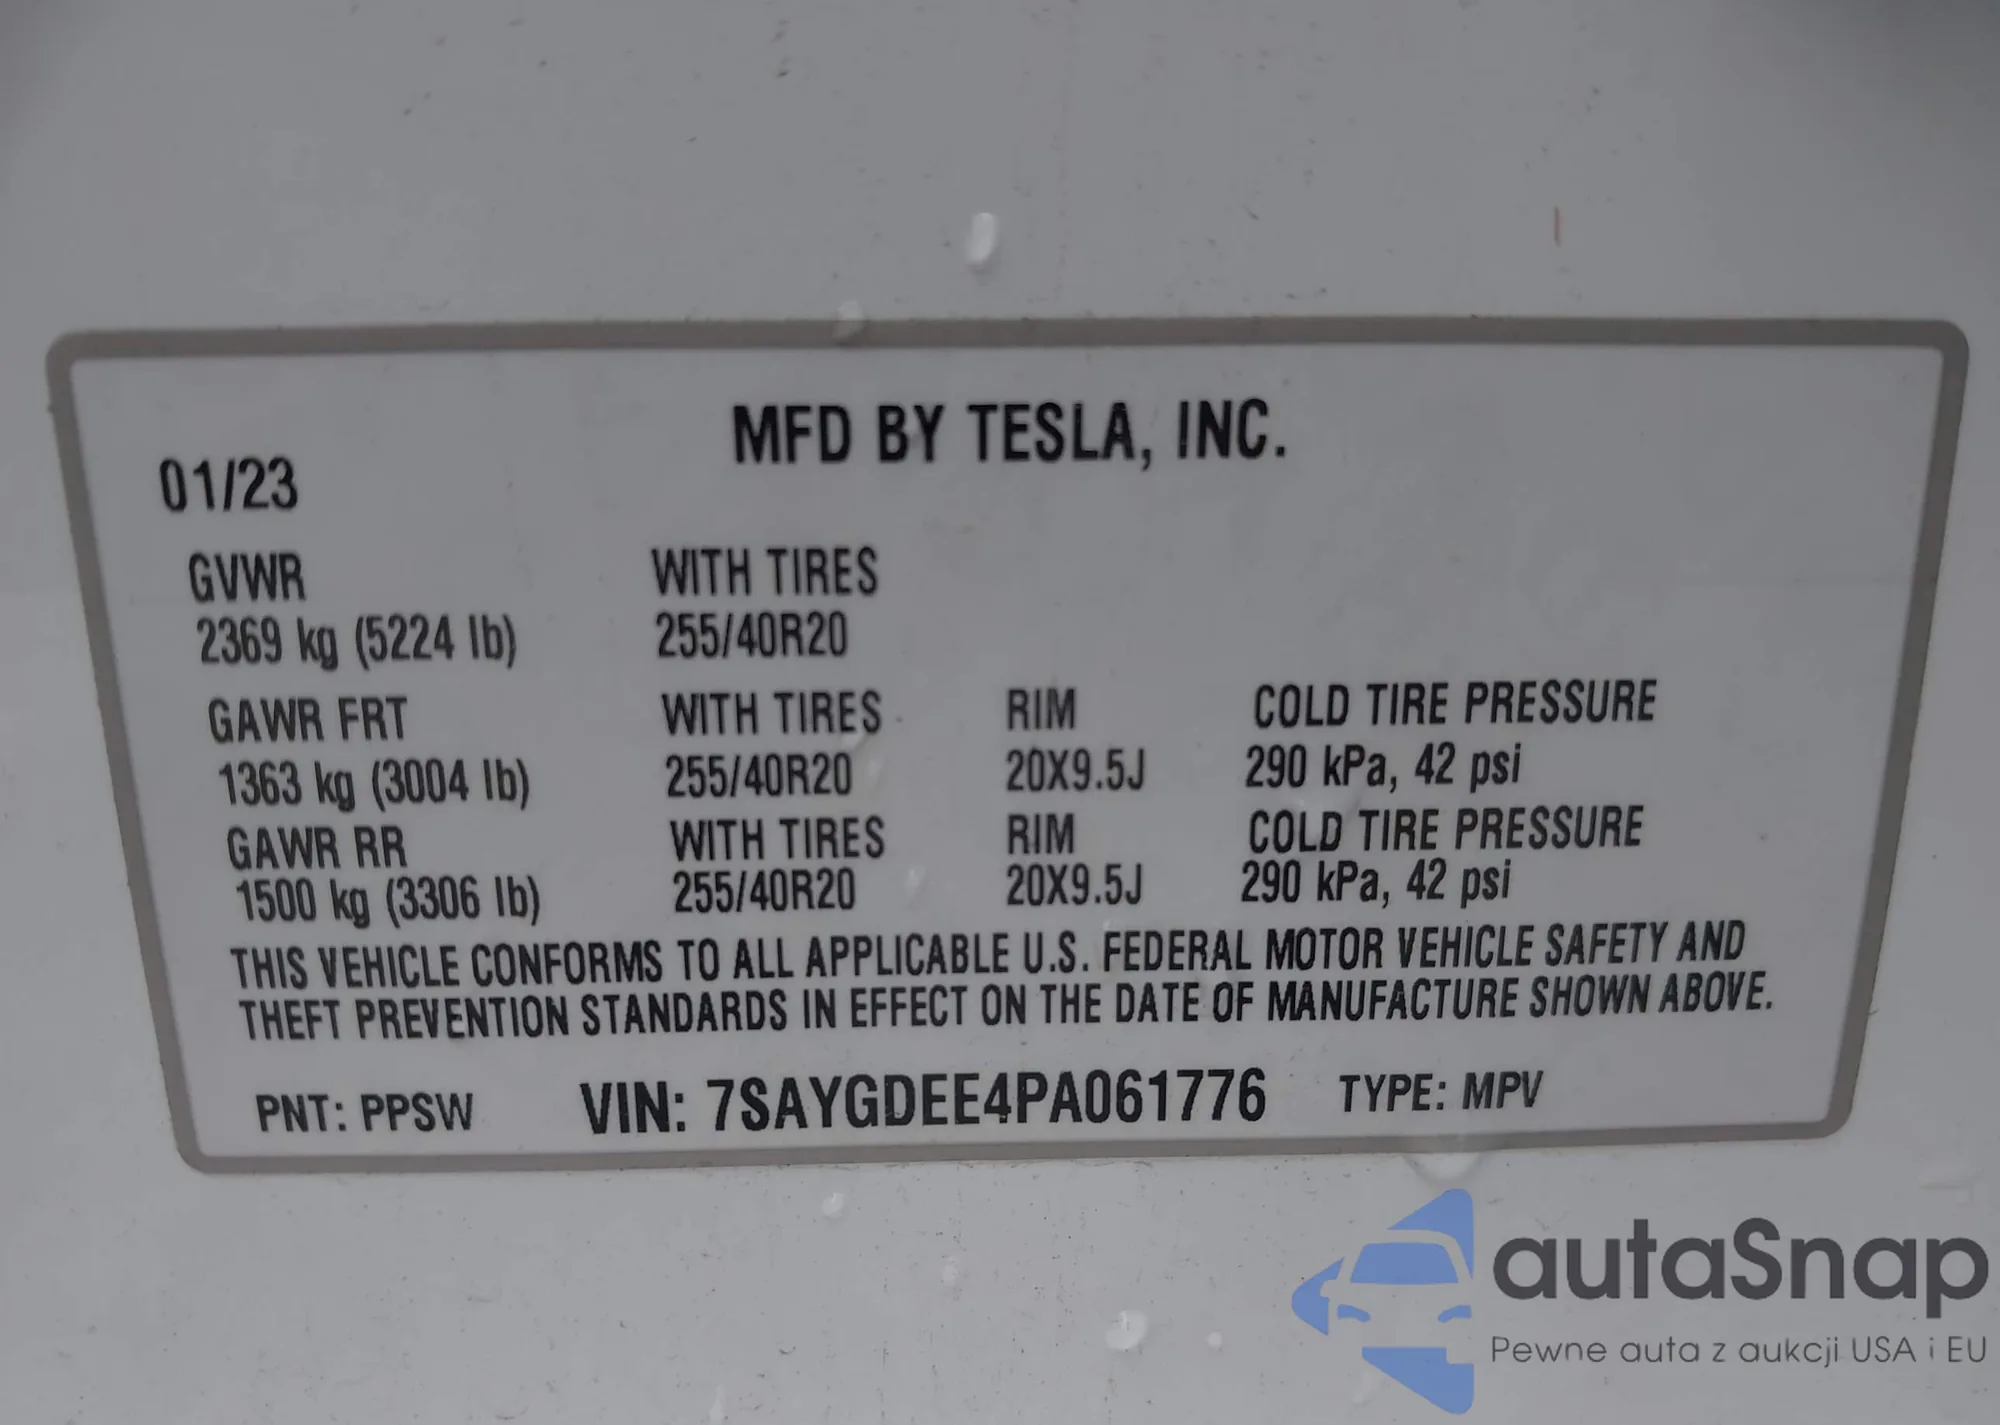 MFD BY TESLA, INC.
01/23
GVWR WITH TIRES
2369 kg (5224 lb) 255/40R20
GAWR FRT WITH TIRES RIM COLD TIRE PRESSURE
1363 kg (3004 lb) 255/40R20 20X9.5J 290 kPa, 42 psi
GAWR RR WITH TIRES RIM COLD TIRE PRESSURE
1500 kg (3306 lb) 255/40R20 20X9.5J 290 kPa, 42 psi
THIS VEHICLE CONFORMS TO ALL APPLICABLE U.S. FEDERAL MOTOR VEHICLE SAFETY AND
THEFT PREVENTION STANDARDS IN EFFECT ON THE DATE OF MANUFACTURE SHOWN ABOVE.
PNT: PPSW VIN: 7SAYGDEE4PA061776 TYPE: MPV
autaSnap
Pewne auta z aukcji USA i EU